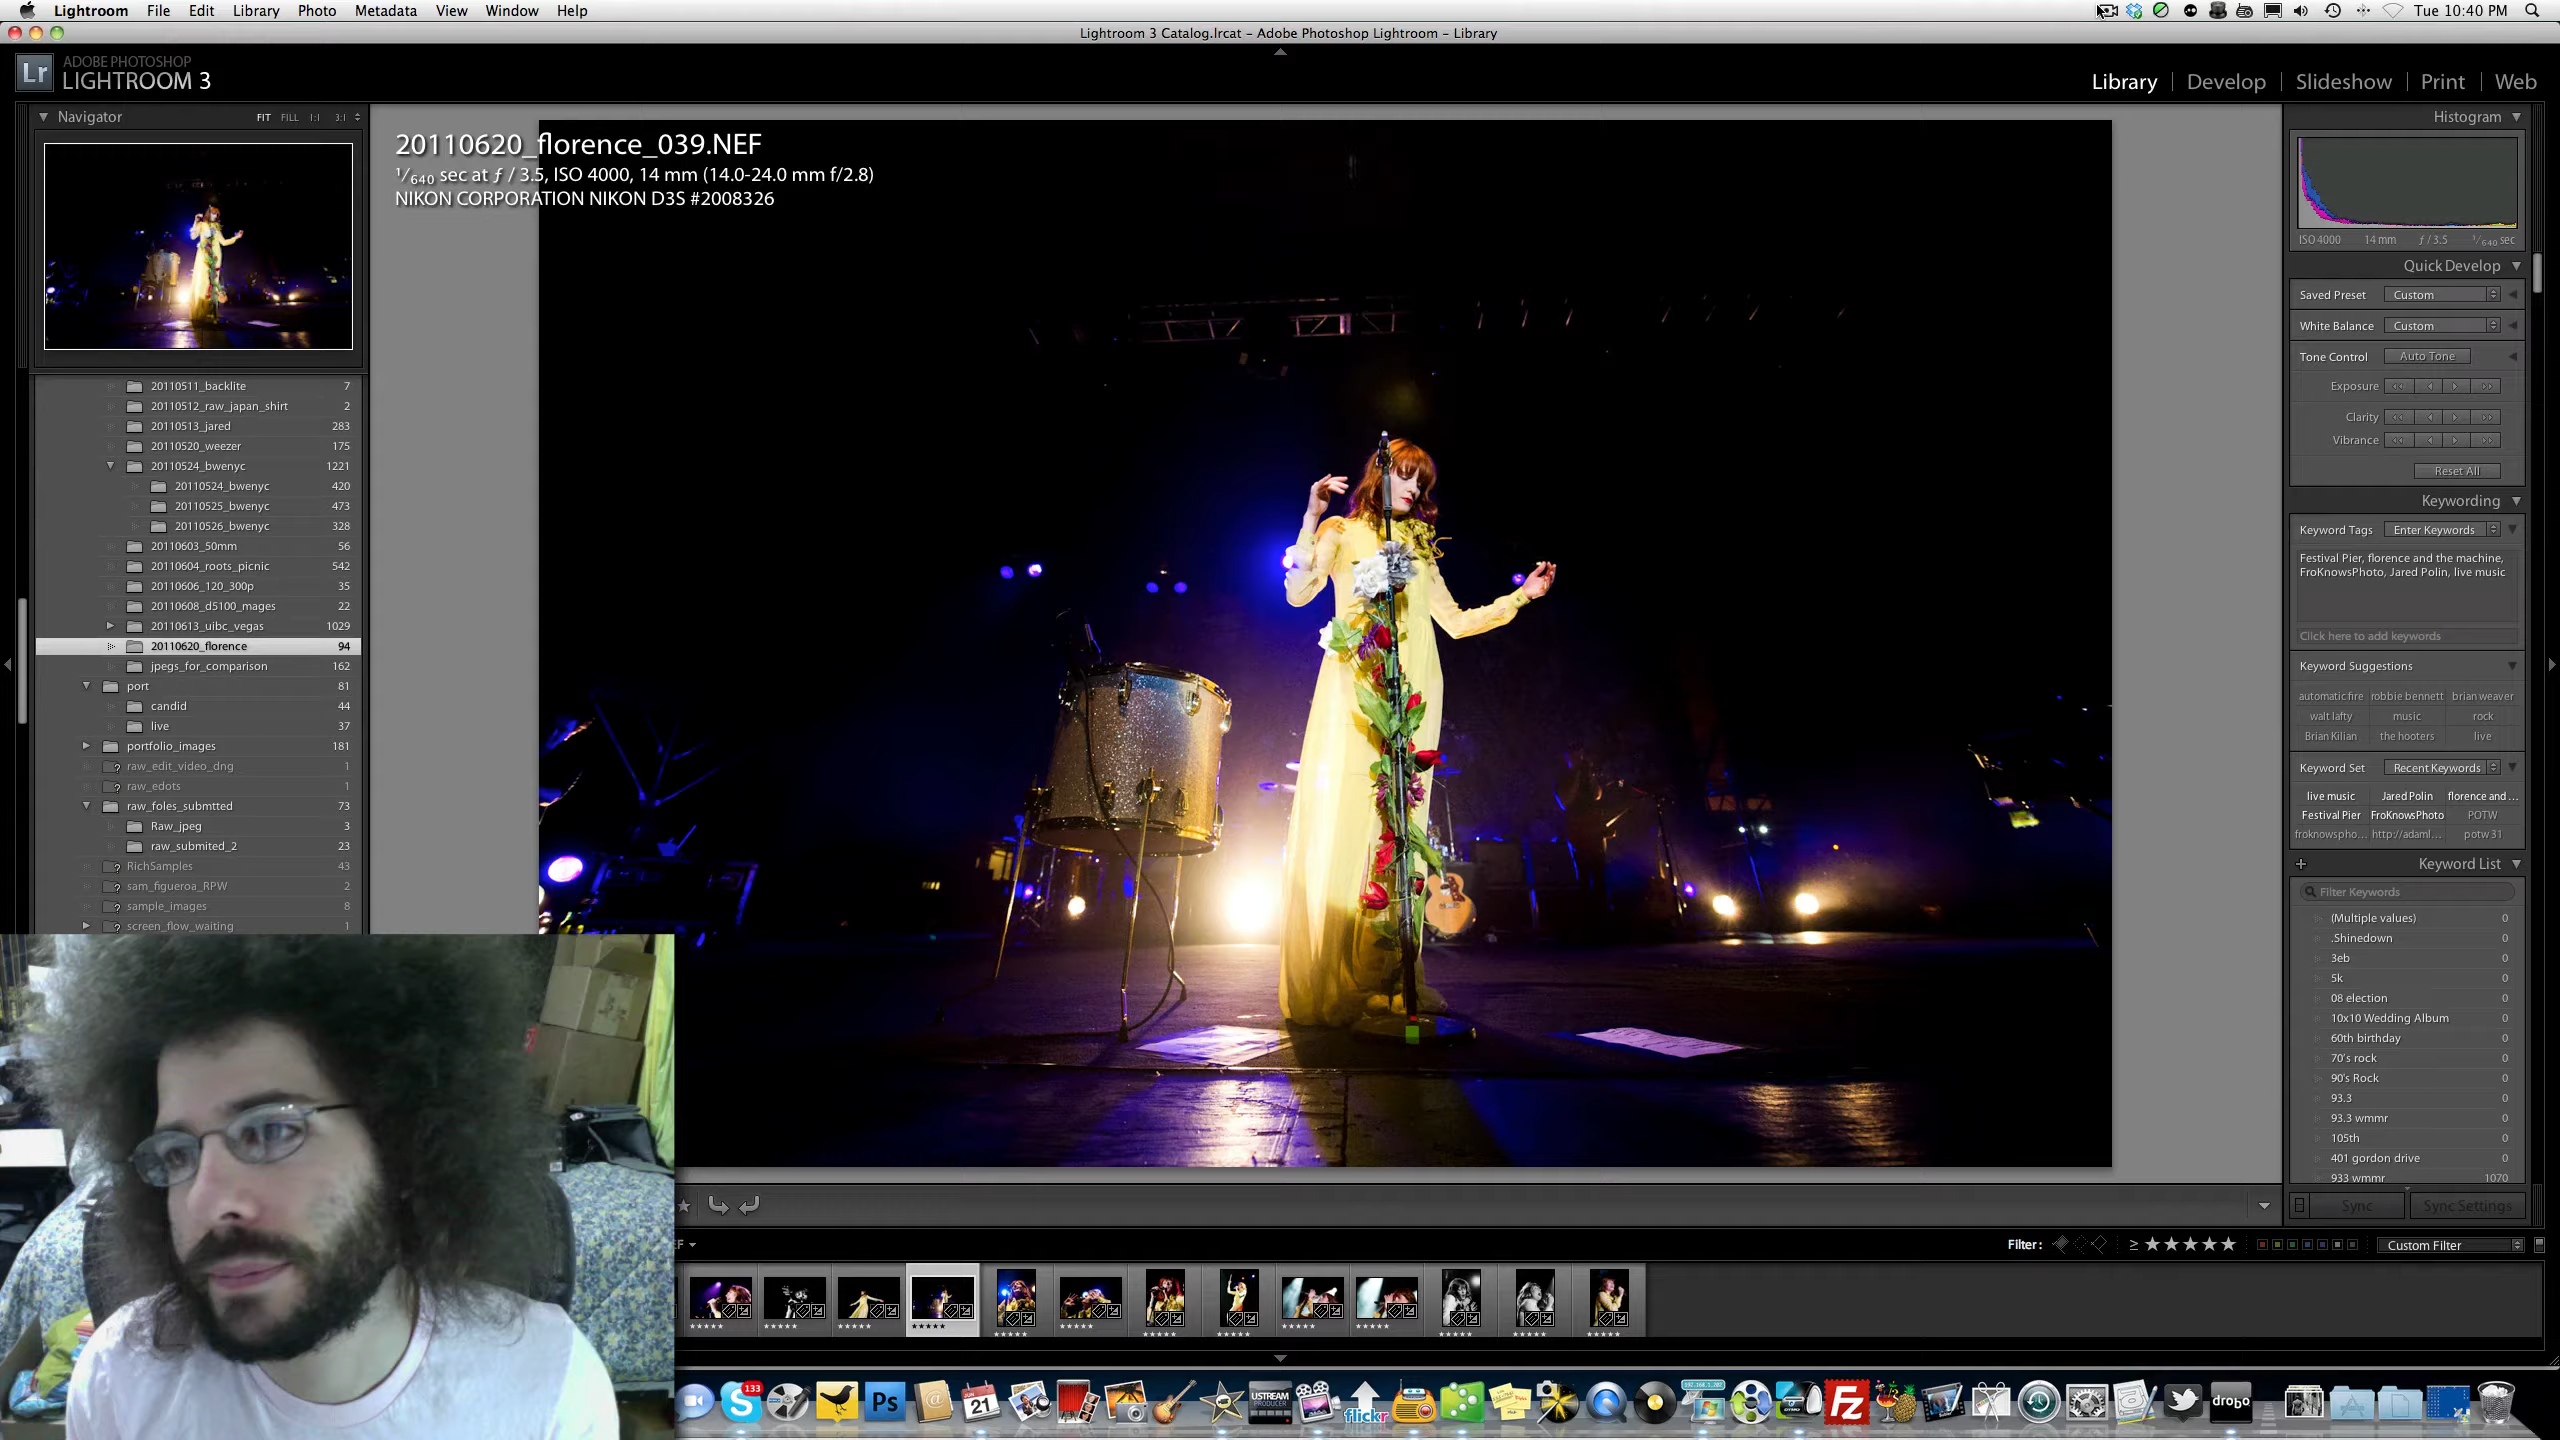 Lightroom File Edit Library Photo Metadata View Window Help
Tue 10:40 PM
Lightroom 3 Catalog.lrcat – Adobe Photoshop Lightroom – Library
Lr ADOBE PHOTOSHOP
LIGHTROOM 3
Library | Develop | Slideshow | Print | Web
Navigator FIT FILL 1:1 3:1
20110511_backlite 7
20110512_raw_japan_shirt 2
20110513_jared 283
20110520_weezer 175
20110524_bwenyc 1221
20110524_bwenyc 420
20110525_bwenyc 473
20110526_bwenyc 328
20110603_50mm 56
20110604_roots_picnic 542
20110606_120_300p 35
20110608_d5100_mages 22
20110613_uibc_vegas 1029
20110620_florence 94
jpegs_for_comparison 162
port 81
candid 44
live 37
portfolio_images 181
raw_edit_video_dng 1
raw_edots 1
raw_foles_submtted 73
Raw_jpeg 3
raw_submited_2 23
RichSamples 43
sam_figueroa_RPW 2
sample_images 8
screen_flow_waiting 1
20110620_florence_039.NEF
1/640 sec at ƒ / 3.5, ISO 4000, 14 mm (14.0-24.0 mm f/2.8)
NIKON CORPORATION NIKON D3S #2008326
Histogram
ISO 4000 14 mm ƒ / 3.5 1/640 sec
Quick Develop
Saved Preset Custom
White Balance Custom
Tone Control Auto Tone
Exposure
Clarity
Vibrance
Reset All
Keywording
Keyword Tags Enter Keywords
Festival Pier, florence and the machine,
FroKnowsPhoto, Jared Polin, live music
Click here to add keywords
Keyword Suggestions
automatic fire robbie bennett brian weaver
walt lafty music rock
Brian Kilian the hooters live
Keyword Set Recent Keywords
live music Jared Polin florence and ...
Festival Pier FroKnowsPhoto POTW
froknowspho... http://adaml... potw 31
+ Keyword List
Filter Keywords
(Multiple values) 0
.Shinedown 0
3eb 0
5k 0
08 election 0
10x10 Wedding Album 0
60th birthday 0
70's rock 0
90's Rock 0
93.3 0
93.3 wmmr 0
105th 0
401 gordon drive 0
933 wmmr 1070
Sync Sync Settings
Filter : ≥ ★★★★★ Custom Filter
133
Ps
JUN
21
USTREAM
PRODUCER
flickr
Fz
drobo